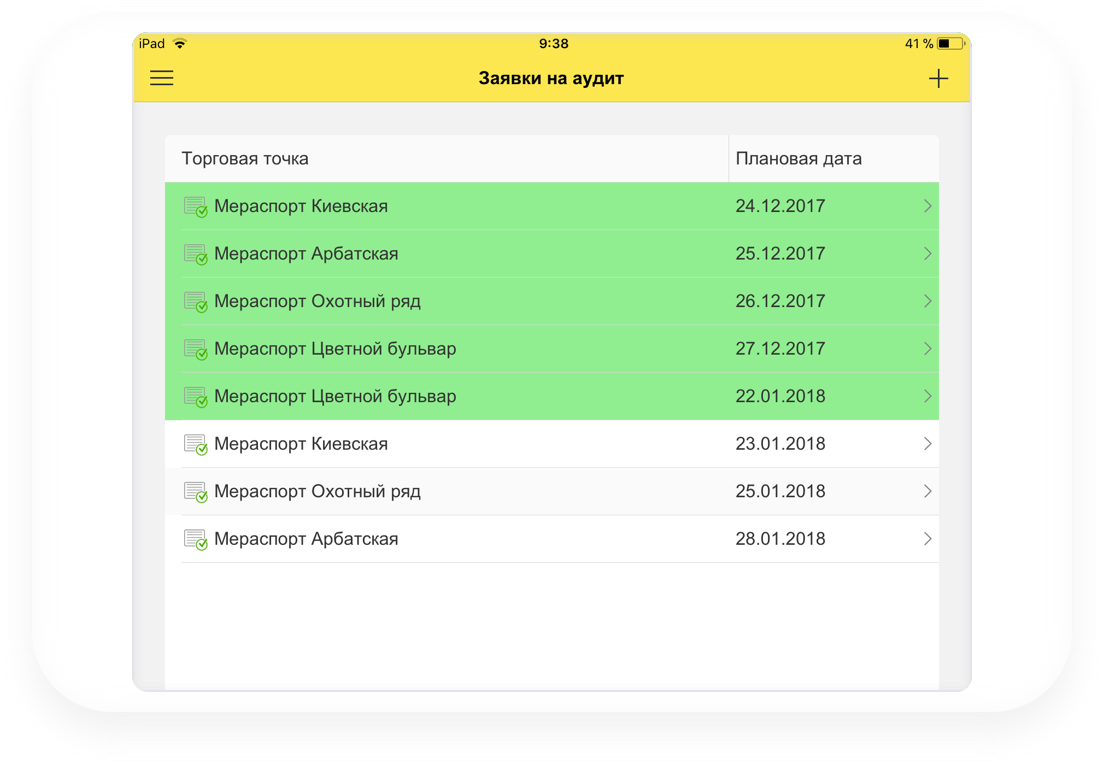 iPad 9:38 41 %
Заявки на аудит
Торговая точка Плановая дата
Мераспорт Киевская 24.12.2017
Мераспорт Арбатская 25.12.2017
Мераспорт Охотный ряд 26.12.2017
Мераспорт Цветной бульвар 27.12.2017
Мераспорт Цветной бульвар 22.01.2018
Мераспорт Киевская 23.01.2018
Мераспорт Охотный ряд 25.01.2018
Мераспорт Арбатская 28.01.2018